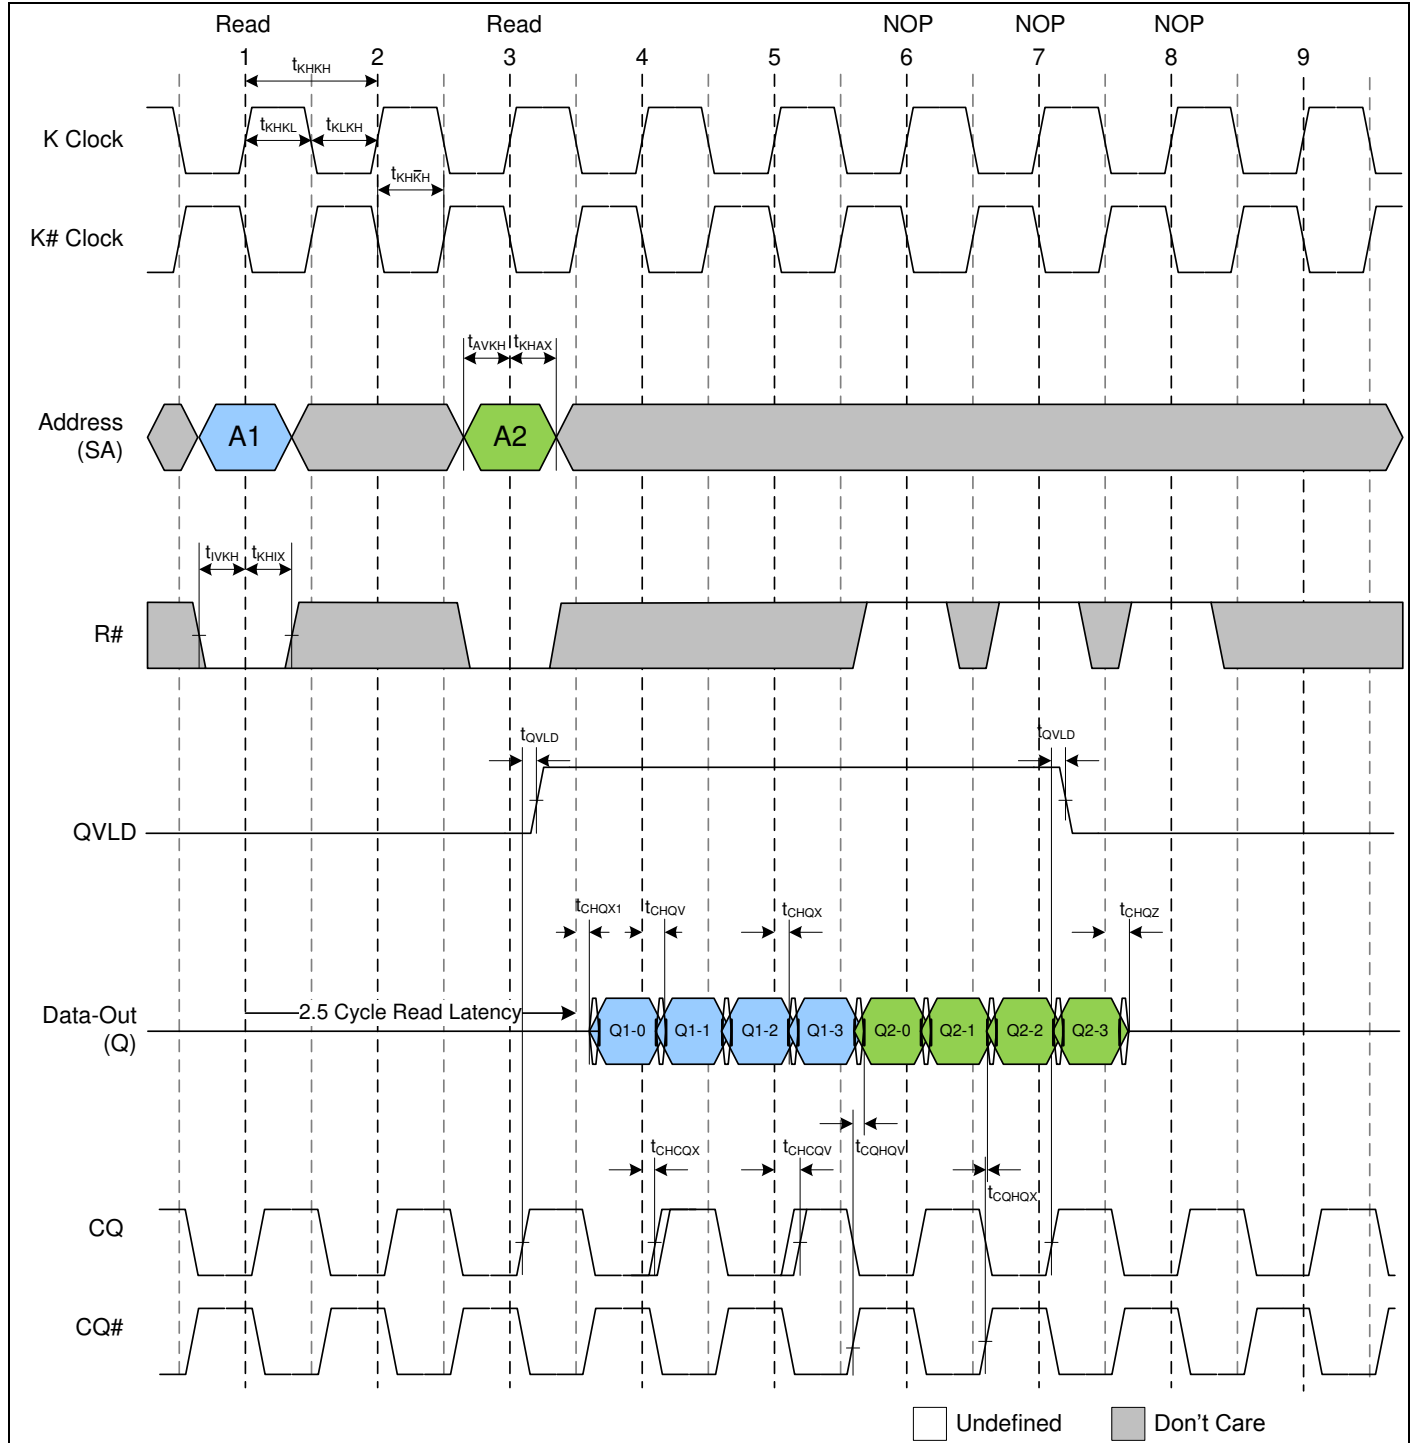 Read Read NOP NOP NOP
1 2 3 4 5 6 7 8 9
tKHKH
K Clock
tKHKL tKLKH
tKHK̄H
K# Clock
tAVKH tKHAX
Address
(SA)
A1 A2
tIVKH tKHIX
R#
tQVLD tQVLD
QVLD
tCHQX1 tCHQV tCHQX tCHQZ
Data-Out
(Q)
2.5 Cycle Read Latency
Q1-0 Q1-1 Q1-2 Q1-3 Q2-0 Q2-1 Q2-2 Q2-3
tCHCQX tCHCQV tCQHQV
tCQHQX
CQ
CQ#
Undefined Don't Care